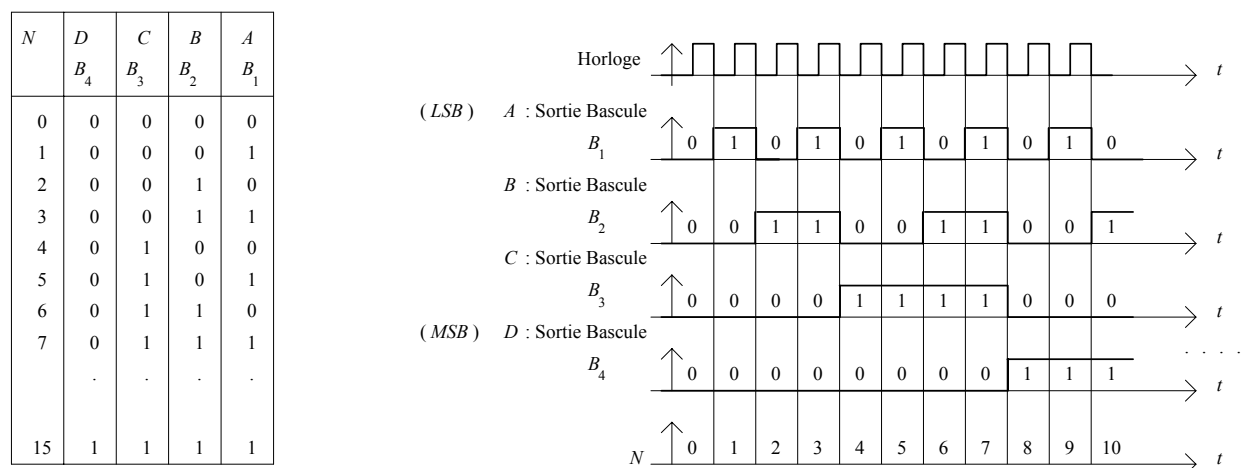 N D C B A
B4 B3 B2 B1
0 0 0 0 0
1 0 0 0 1
2 0 0 1 0
3 0 0 1 1
4 0 1 0 0
5 0 1 0 1
6 0 1 1 0
7 0 1 1 1
. . . .
15 1 1 1 1
Horloge t
( LSB ) A : Sortie Bascule
B1 0 1 0 1 0 1 0 1 0 1 0 t
B : Sortie Bascule
B2 0 0 1 1 0 0 1 1 0 0 1 t
C : Sortie Bascule
B3 0 0 0 0 1 1 1 1 0 0 0 t
( MSB ) D : Sortie Bascule
. . . .
B4 0 0 0 0 0 0 0 0 1 1 1 t
N 0 1 2 3 4 5 6 7 8 9 10 t